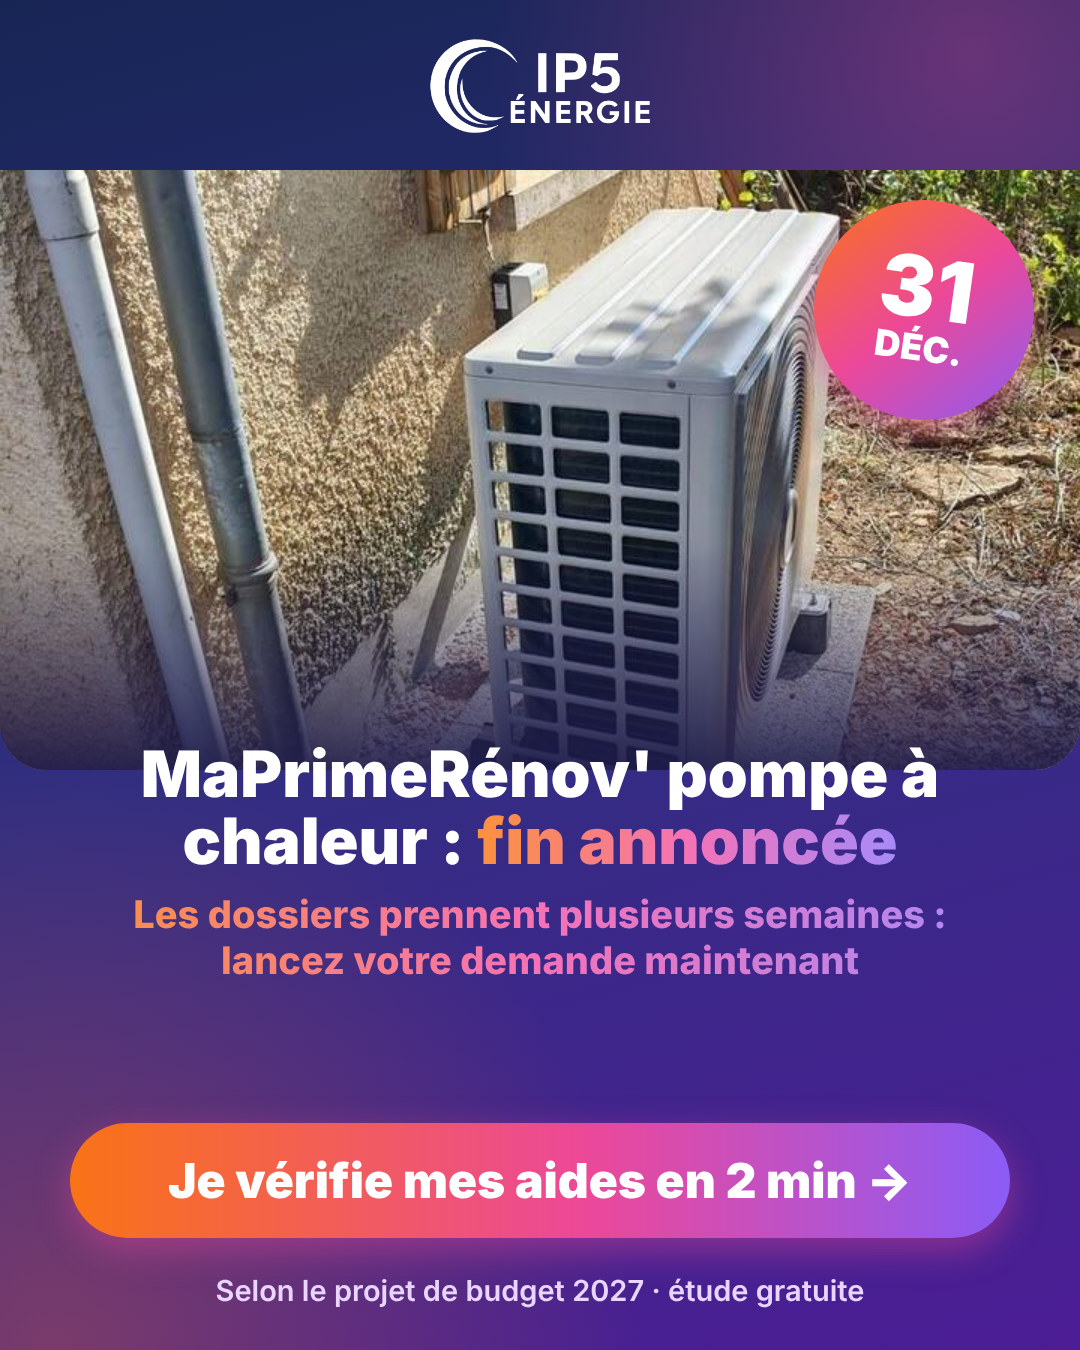 IP5
ÉNERGIE
31
DÉC.
MaPrimeRénov' pompe à
chaleur : fin annoncée
Les dossiers prennent plusieurs semaines :
lancez votre demande maintenant
Je vérifie mes aides en 2 min →
Selon le projet de budget 2027 · étude gratuite